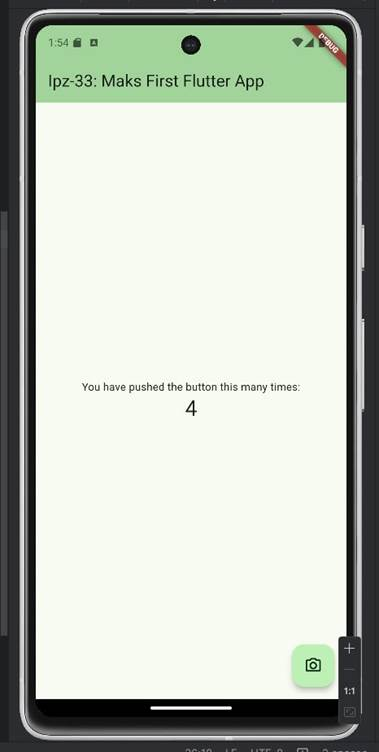 1:54
DEBUG
Ipz-33: Maks First Flutter App
You have pushed the button this many times:
4
1:1